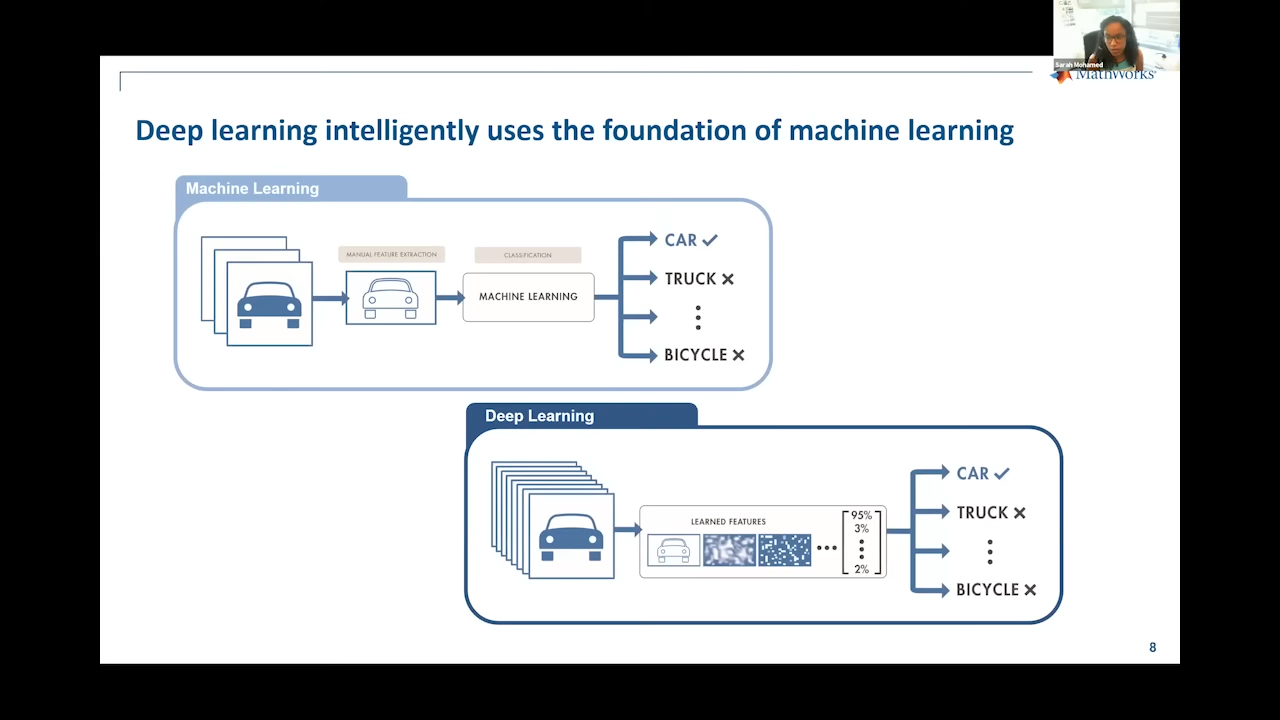 Sarah Mohamed
MathWorks®
Deep learning intelligently uses the foundation of machine learning
Machine Learning
MANUAL FEATURE EXTRACTION
CLASSIFICATION
MACHINE LEARNING
CAR ✓
TRUCK ✕
⋮
BICYCLE ✕
Deep Learning
LEARNED FEATURES
•••
95%
3%
⋮
2%
CAR ✓
TRUCK ✕
⋮
BICYCLE ✕
8